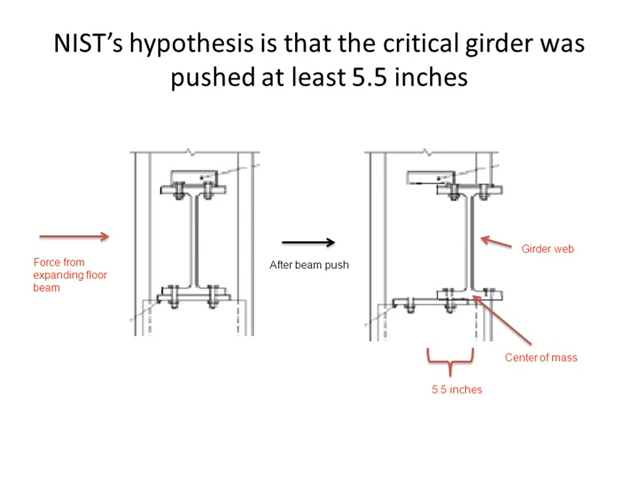 NIST's hypothesis is that the critical girder was
pushed at least 5.5 inches
Force from
expanding floor
beam
After beam push
Girder web
Center of mass
5.5 inches